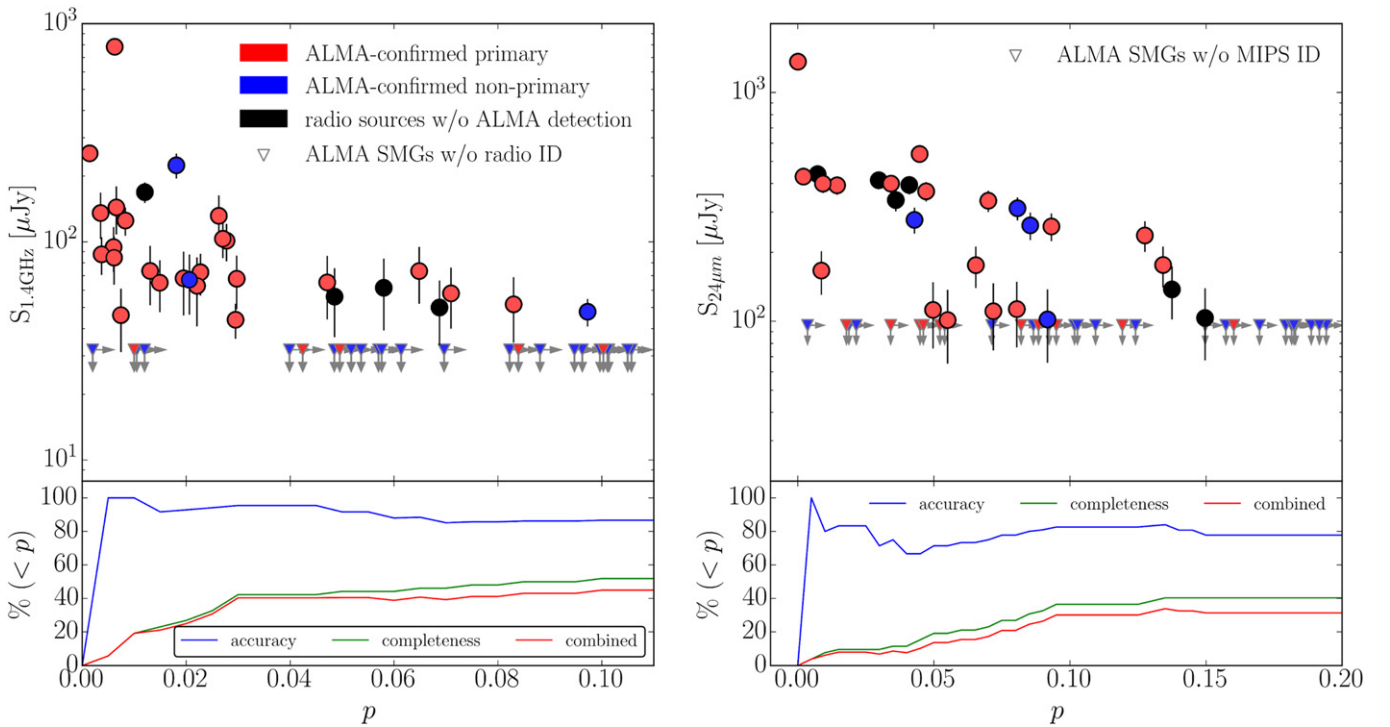 10³
10²
10¹
S₁.₄GHz [μJy]
ALMA-confirmed primary
ALMA-confirmed non-primary
radio sources w/o ALMA detection
ALMA SMGs w/o radio ID
100
80
60
40
20
0
% (< p)
accuracy completeness combined
0.00 0.02 0.04 0.06 0.08 0.10
p
10³
10²
S₂₄μm [μJy]
ALMA SMGs w/o MIPS ID
100
80
60
40
20
0
% (< p)
accuracy completeness combined
0.00 0.05 0.10 0.15 0.20
p